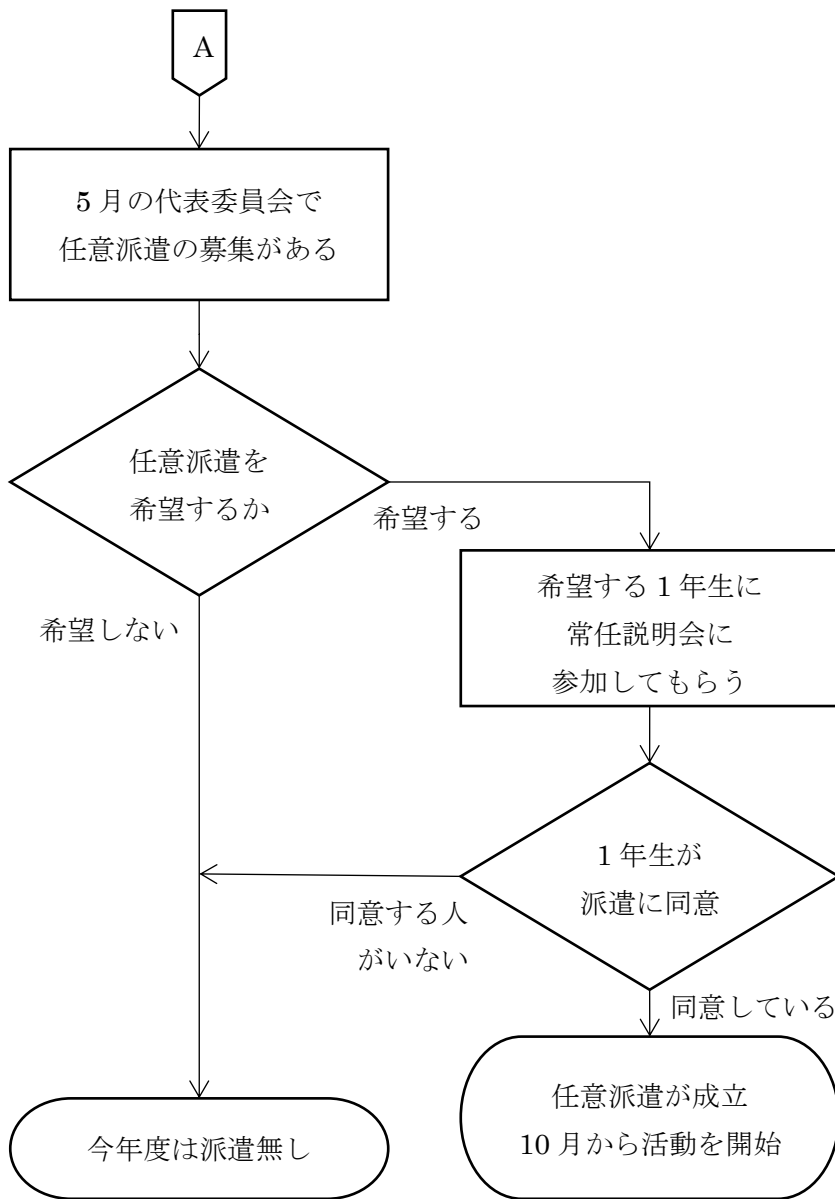 A
5 月の代表委員会で
任意派遣の募集がある
任意派遣を
希望するか
希望する
希望しない
希望する 1 年生に
常任説明会に
参加してもらう
1 年生が
派遣に同意
同意する人
がいない
同意している
任意派遣が成立
10 月から活動を開始
今年度は派遣無し